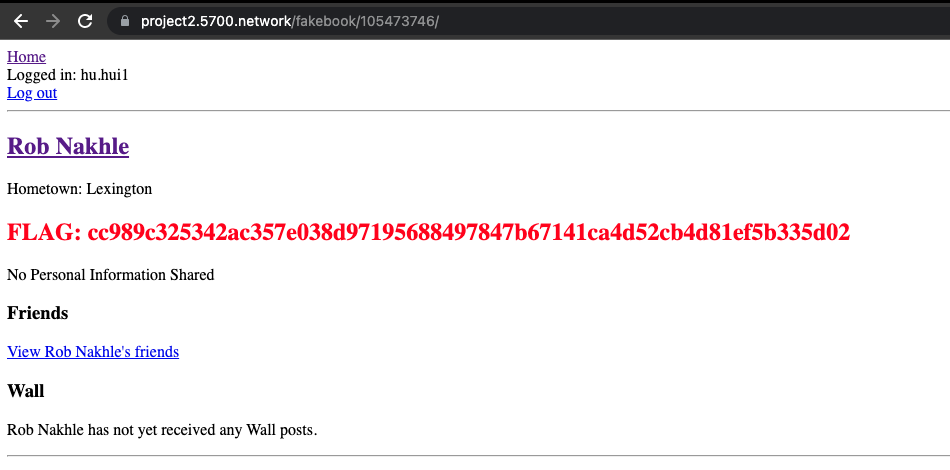 project2.5700.network/fakebook/105473746/
Home
Logged in: hu.hui1
Log out
Rob Nakhle
Hometown: Lexington
FLAG: cc989c325342ac357e038d97195688497847b67141ca4d52cb4d81ef5b335d02
No Personal Information Shared
Friends
View Rob Nakhle's friends
Wall
Rob Nakhle has not yet received any Wall posts.